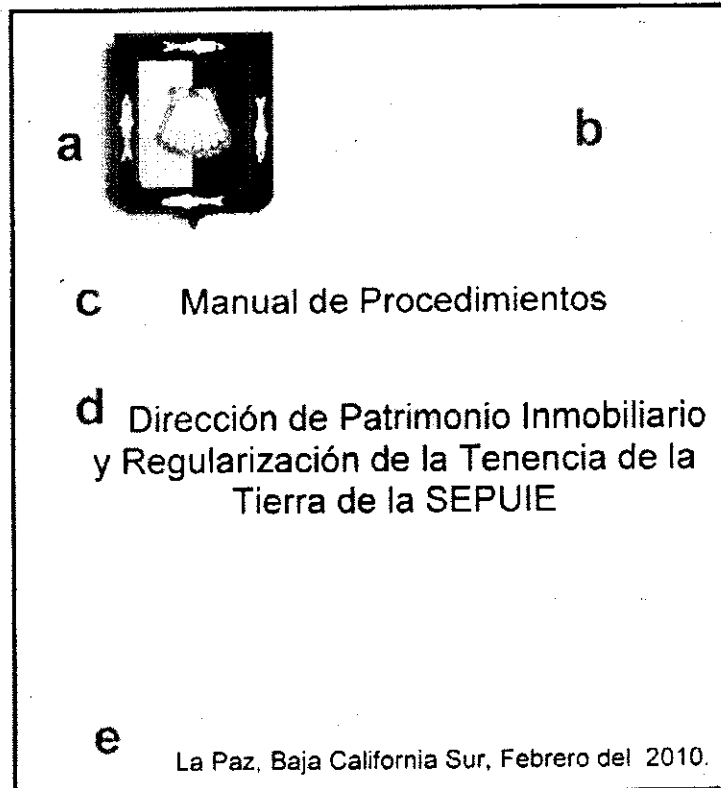 a
b
c Manual de Procedimientos
d Dirección de Patrimonio Inmobiliario
y Regularización de la Tenencia de la
Tierra de la SEPUIE
e La Paz, Baja California Sur, Febrero del 2010.